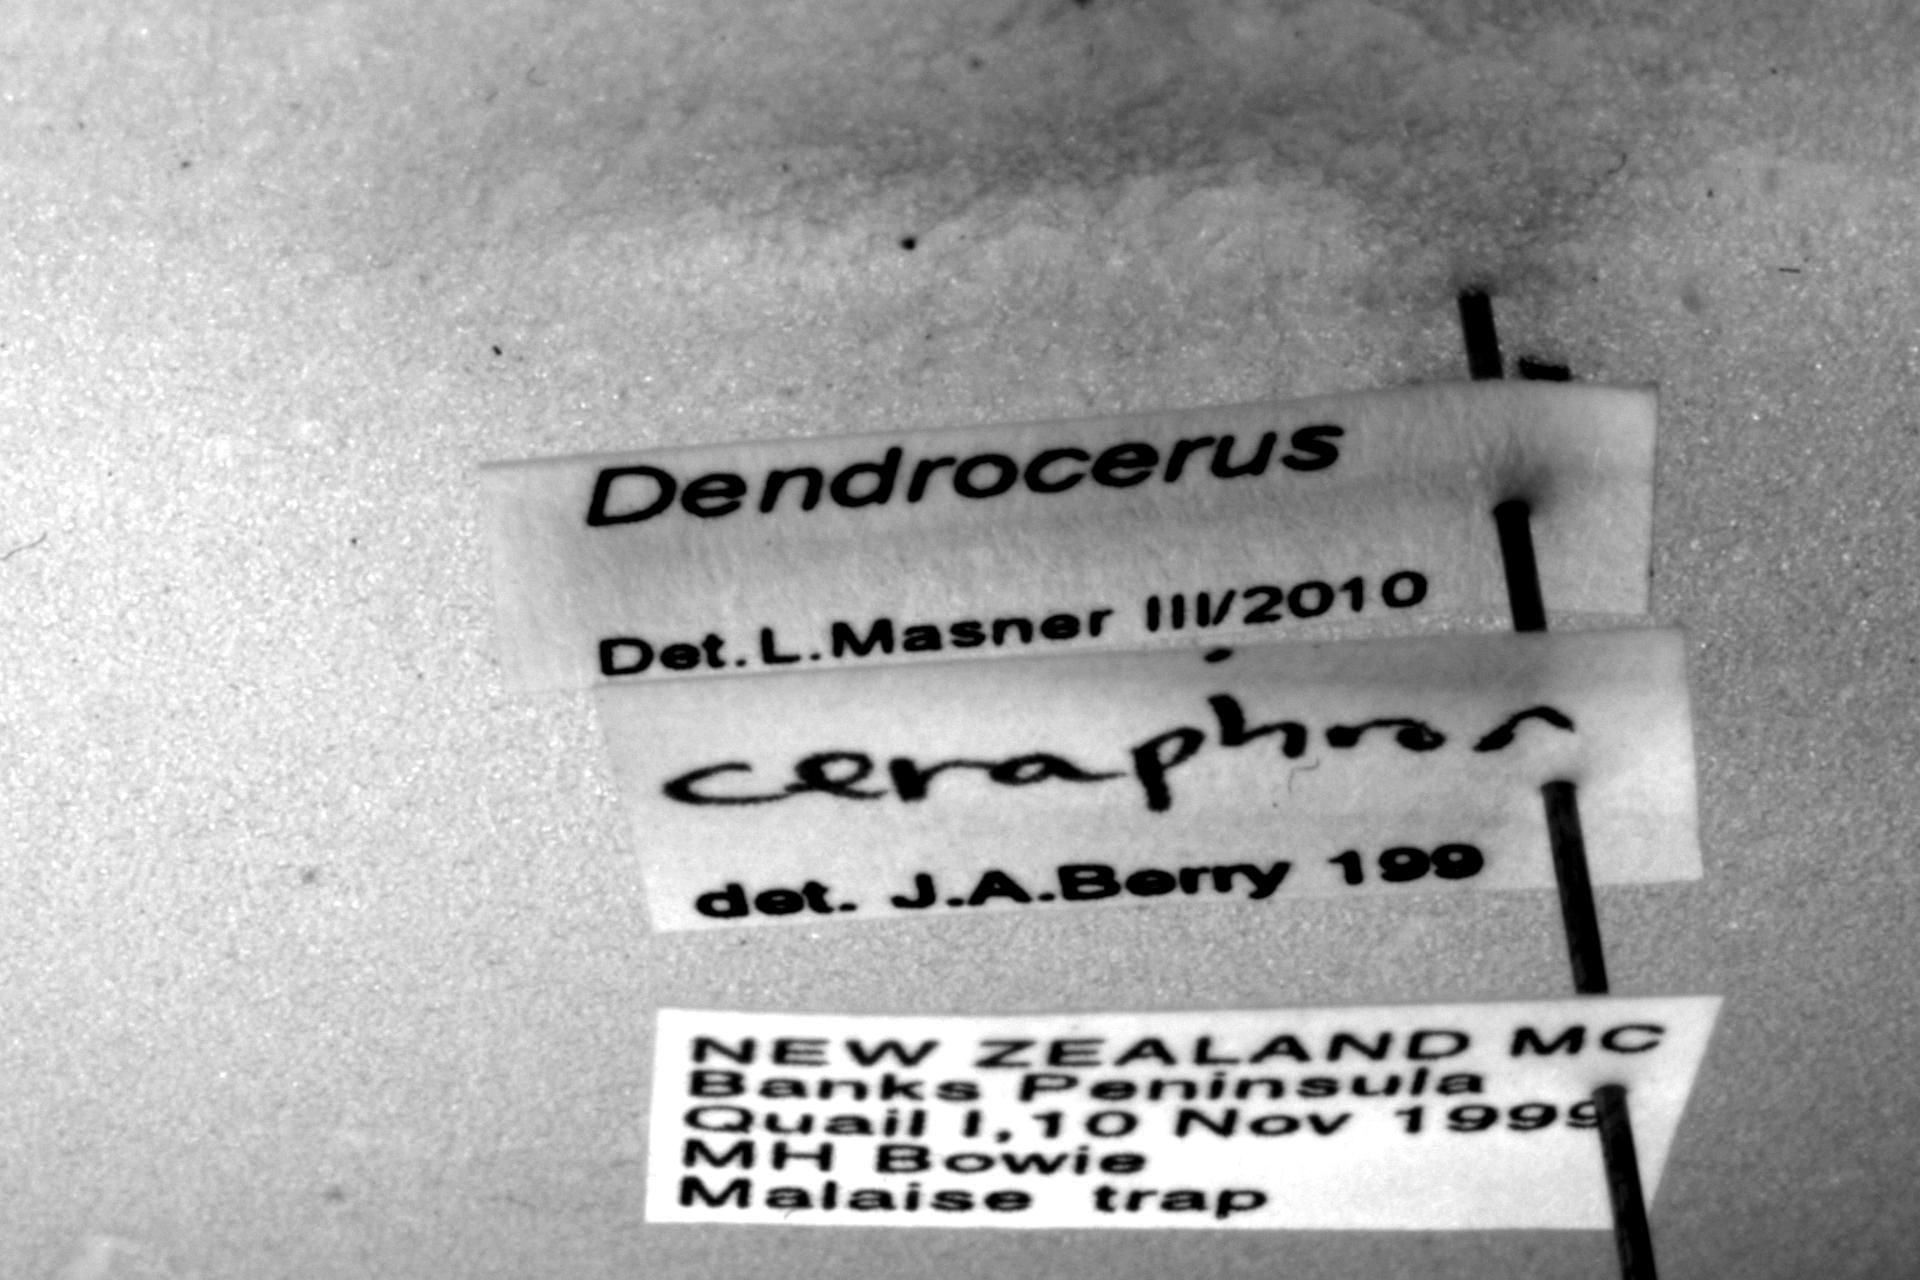 Dendrocerus
Det. L. Masner III/2010
det. J.A.Berry 199
NEW ZEALAND MC
Banks Peninsula
Quail I, 10 Nov 1999
MH Bowie
Malaise trap